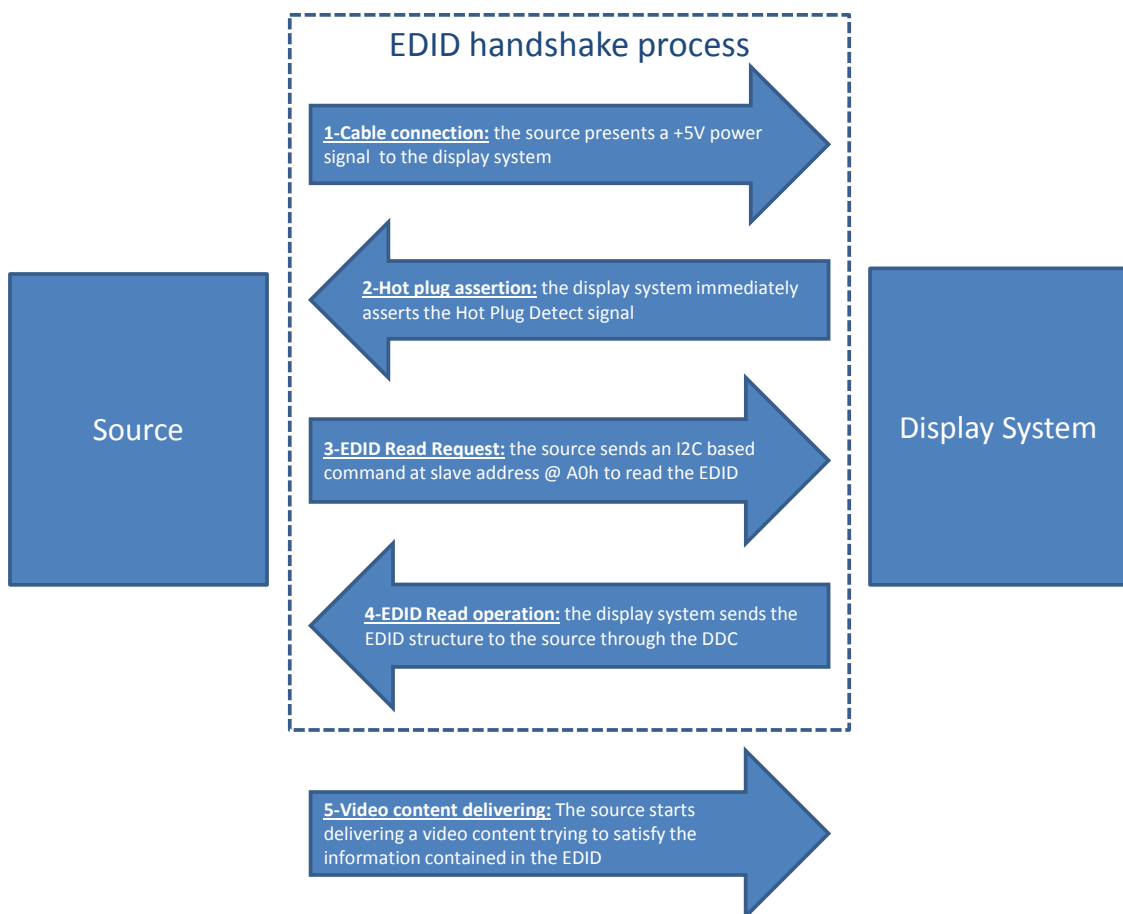 EDID handshake process
1-Cable connection: the source presents a +5V power
signal to the display system
2-Hot plug assertion: the display system immediately
asserts the Hot Plug Detect signal
Source
Display System
3-EDID Read Request: the source sends an I2C based
command at slave address @ A0h to read the EDID
4-EDID Read operation: the display system sends the
EDID structure to the source through the DDC
5-Video content delivering: The source starts
delivering a video content trying to satisfy the
information contained in the EDID